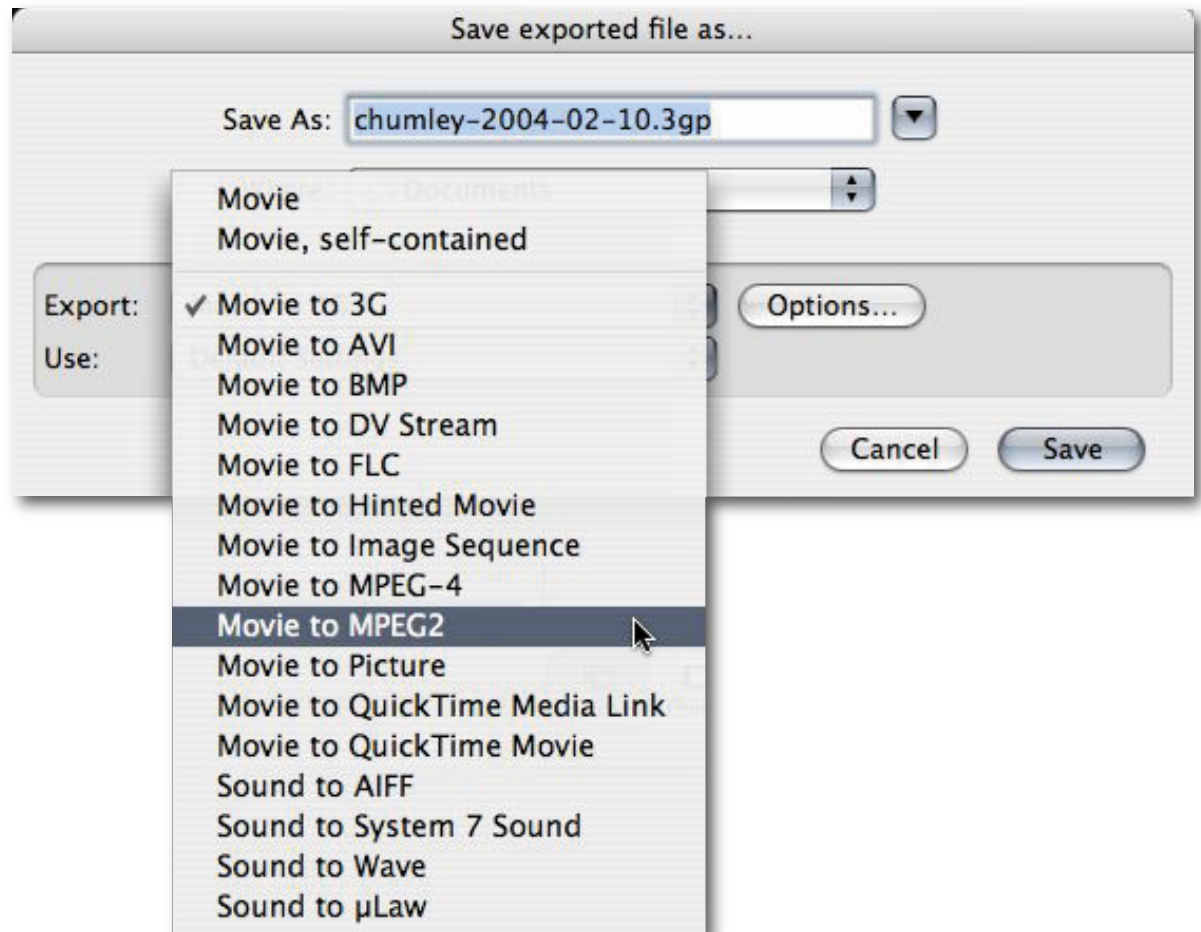 Save exported file as...
Save As: chumley-2004-02-10.3gp
Documents
Movie
Movie, self-contained
Export: ✓ Movie to 3G Options...
Use:
Movie to AVI
Movie to BMP
Movie to DV Stream
Movie to FLC
Cancel Save
Movie to Hinted Movie
Movie to Image Sequence
Movie to MPEG-4
Movie to MPEG2
Movie to Picture
Movie to QuickTime Media Link
Movie to QuickTime Movie
Sound to AIFF
Sound to System 7 Sound
Sound to Wave
Sound to µLaw